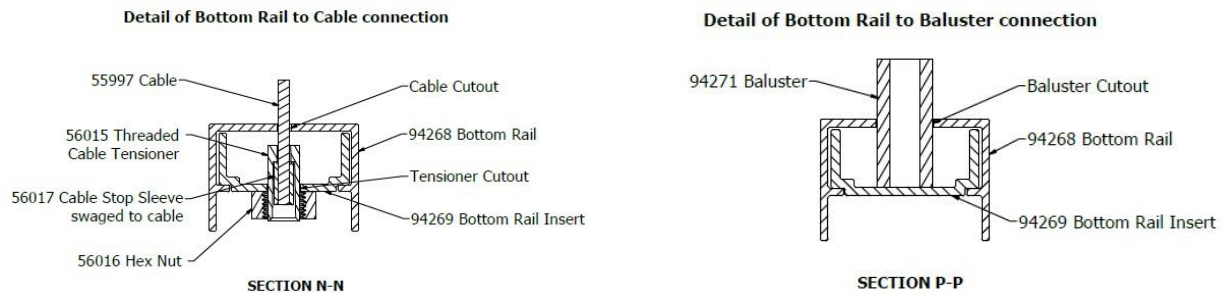 Detail of Bottom Rail to Cable connection
55997 Cable
Cable Cutout
56015 Threaded
Cable Tensioner
94268 Bottom Rail
Tensioner Cutout
56017 Cable Stop Sleeve
swaged to cable
94269 Bottom Rail Insert
56016 Hex Nut
SECTION N-N
Detail of Bottom Rail to Baluster connection
94271 Baluster
Baluster Cutout
94268 Bottom Rail
94269 Bottom Rail Insert
SECTION P-P